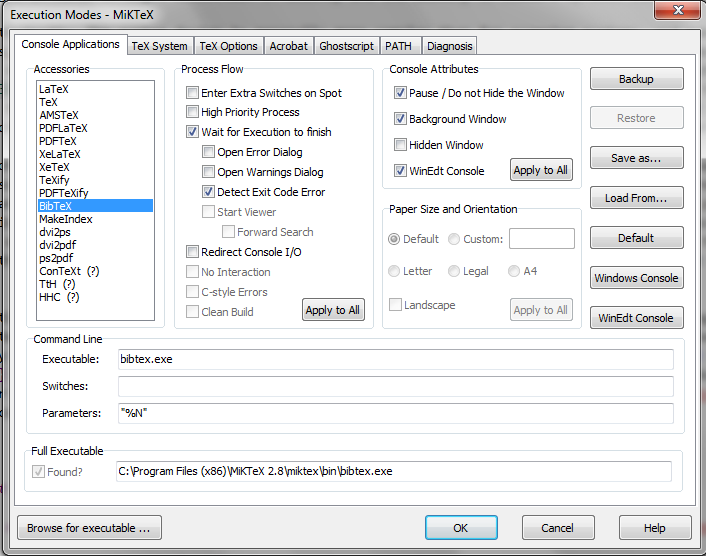 Execution Modes - MiKTeX
Console Applications TeX System TeX Options Acrobat Ghostscript PATH Diagnosis
Accessories
LaTeX
TeX
AMSTeX
PDFLaTeX
PDFTeX
XeLaTeX
XeTeX
TeXify
PDFTeXify
BibTeX
MakeIndex
dvi2ps
dvi2pdf
ps2pdf
ConTeXt (?)
TtH (?)
HHC (?)
Process Flow
Enter Extra Switches on Spot
High Priority Process
Wait for Execution to finish
Open Error Dialog
Open Warnings Dialog
Detect Exit Code Error
Start Viewer
Forward Search
Redirect Console I/O
No Interaction
C-style Errors
Clean Build
Apply to All
Console Attributes
Pause / Do not Hide the Window
Background Window
Hidden Window
WinEdt Console
Apply to All
Paper Size and Orientation
Default Custom:
Letter Legal A4
Landscape
Apply to All
Backup
Restore
Save as...
Load From...
Default
Windows Console
WinEdt Console
Command Line
Executable: bibtex.exe
Switches:
Parameters: "%N"
Full Executable
Found? C:\Program Files (x86)\MiKTeX 2.8\miktex\bin\bibtex.exe
Browse for executable ...
OK
Cancel
Help